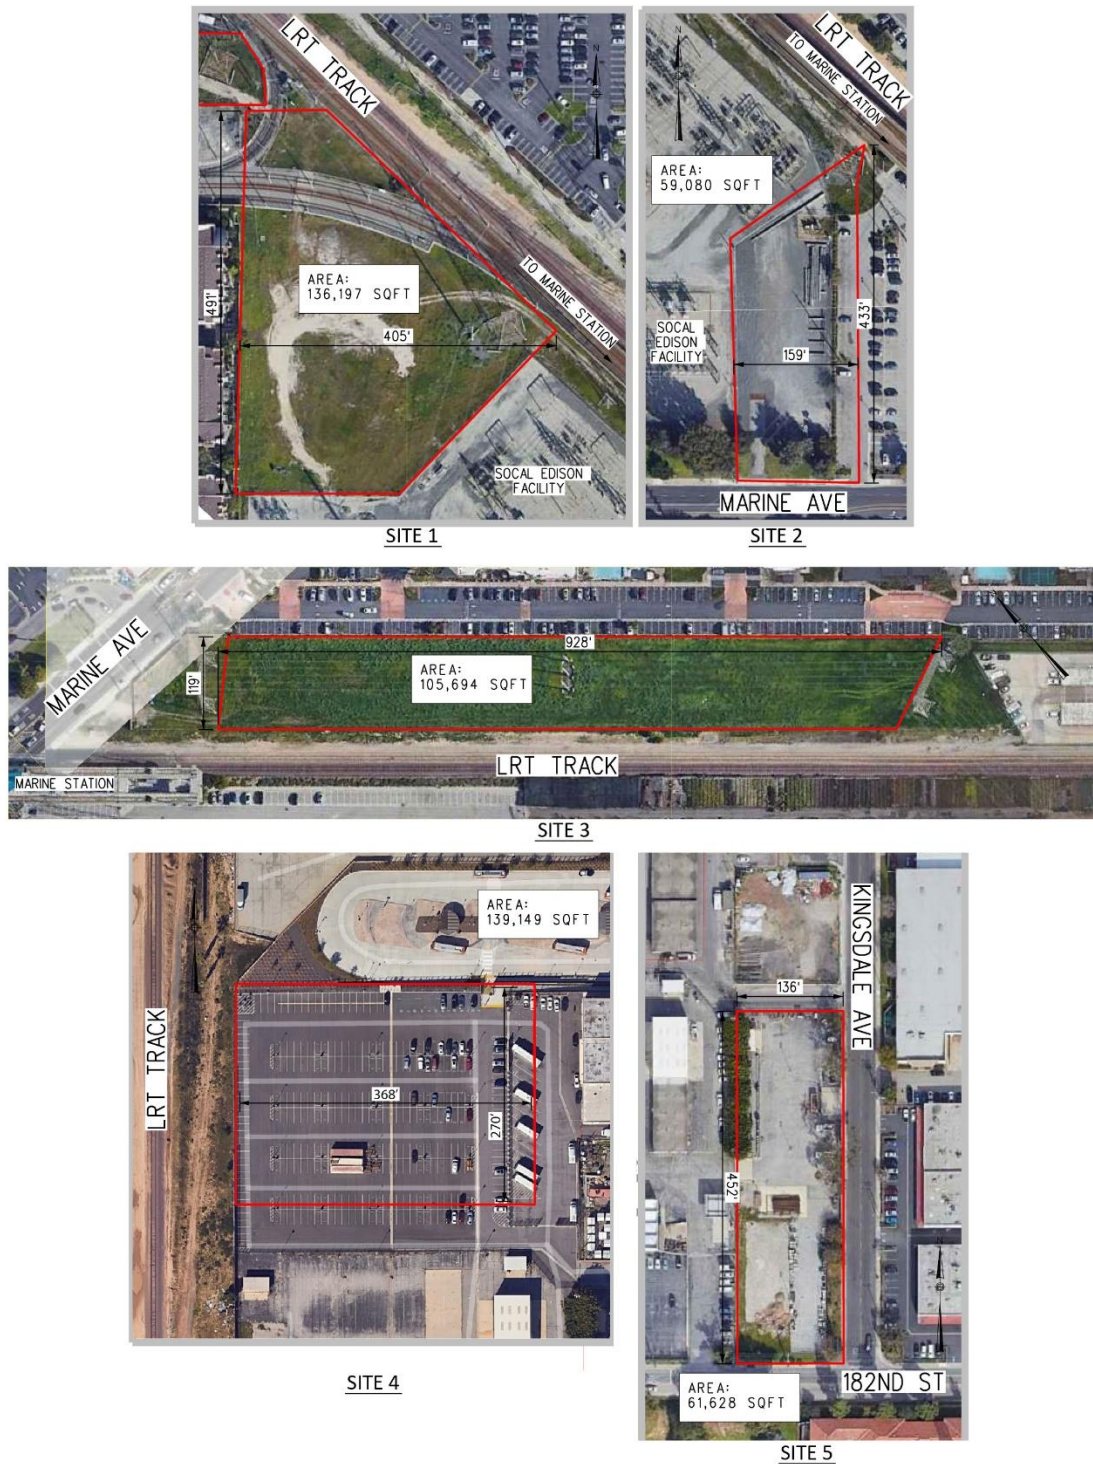 LRT TRACK
TO MARINE STATION
N
AREA:
136,197 SQFT
491'
405'
SOCAL EDISON
FACILITY
SITE 1
LRT TRACK
TO MARINE STATION
N
AREA:
59,080 SQFT
SOCAL
EDISON
FACILITY
433'
159'
MARINE AVE
SITE 2
MARINE AVE
928'
119'
AREA:
105,694 SQFT
LRT TRACK
MARINE STATION
SITE 3
AREA:
139,149 SQFT
LRT TRACK
368'
270'
SITE 4
KINGSDALE AVE
136'
452'
N
182ND ST
AREA:
61,628 SQFT
SITE 5